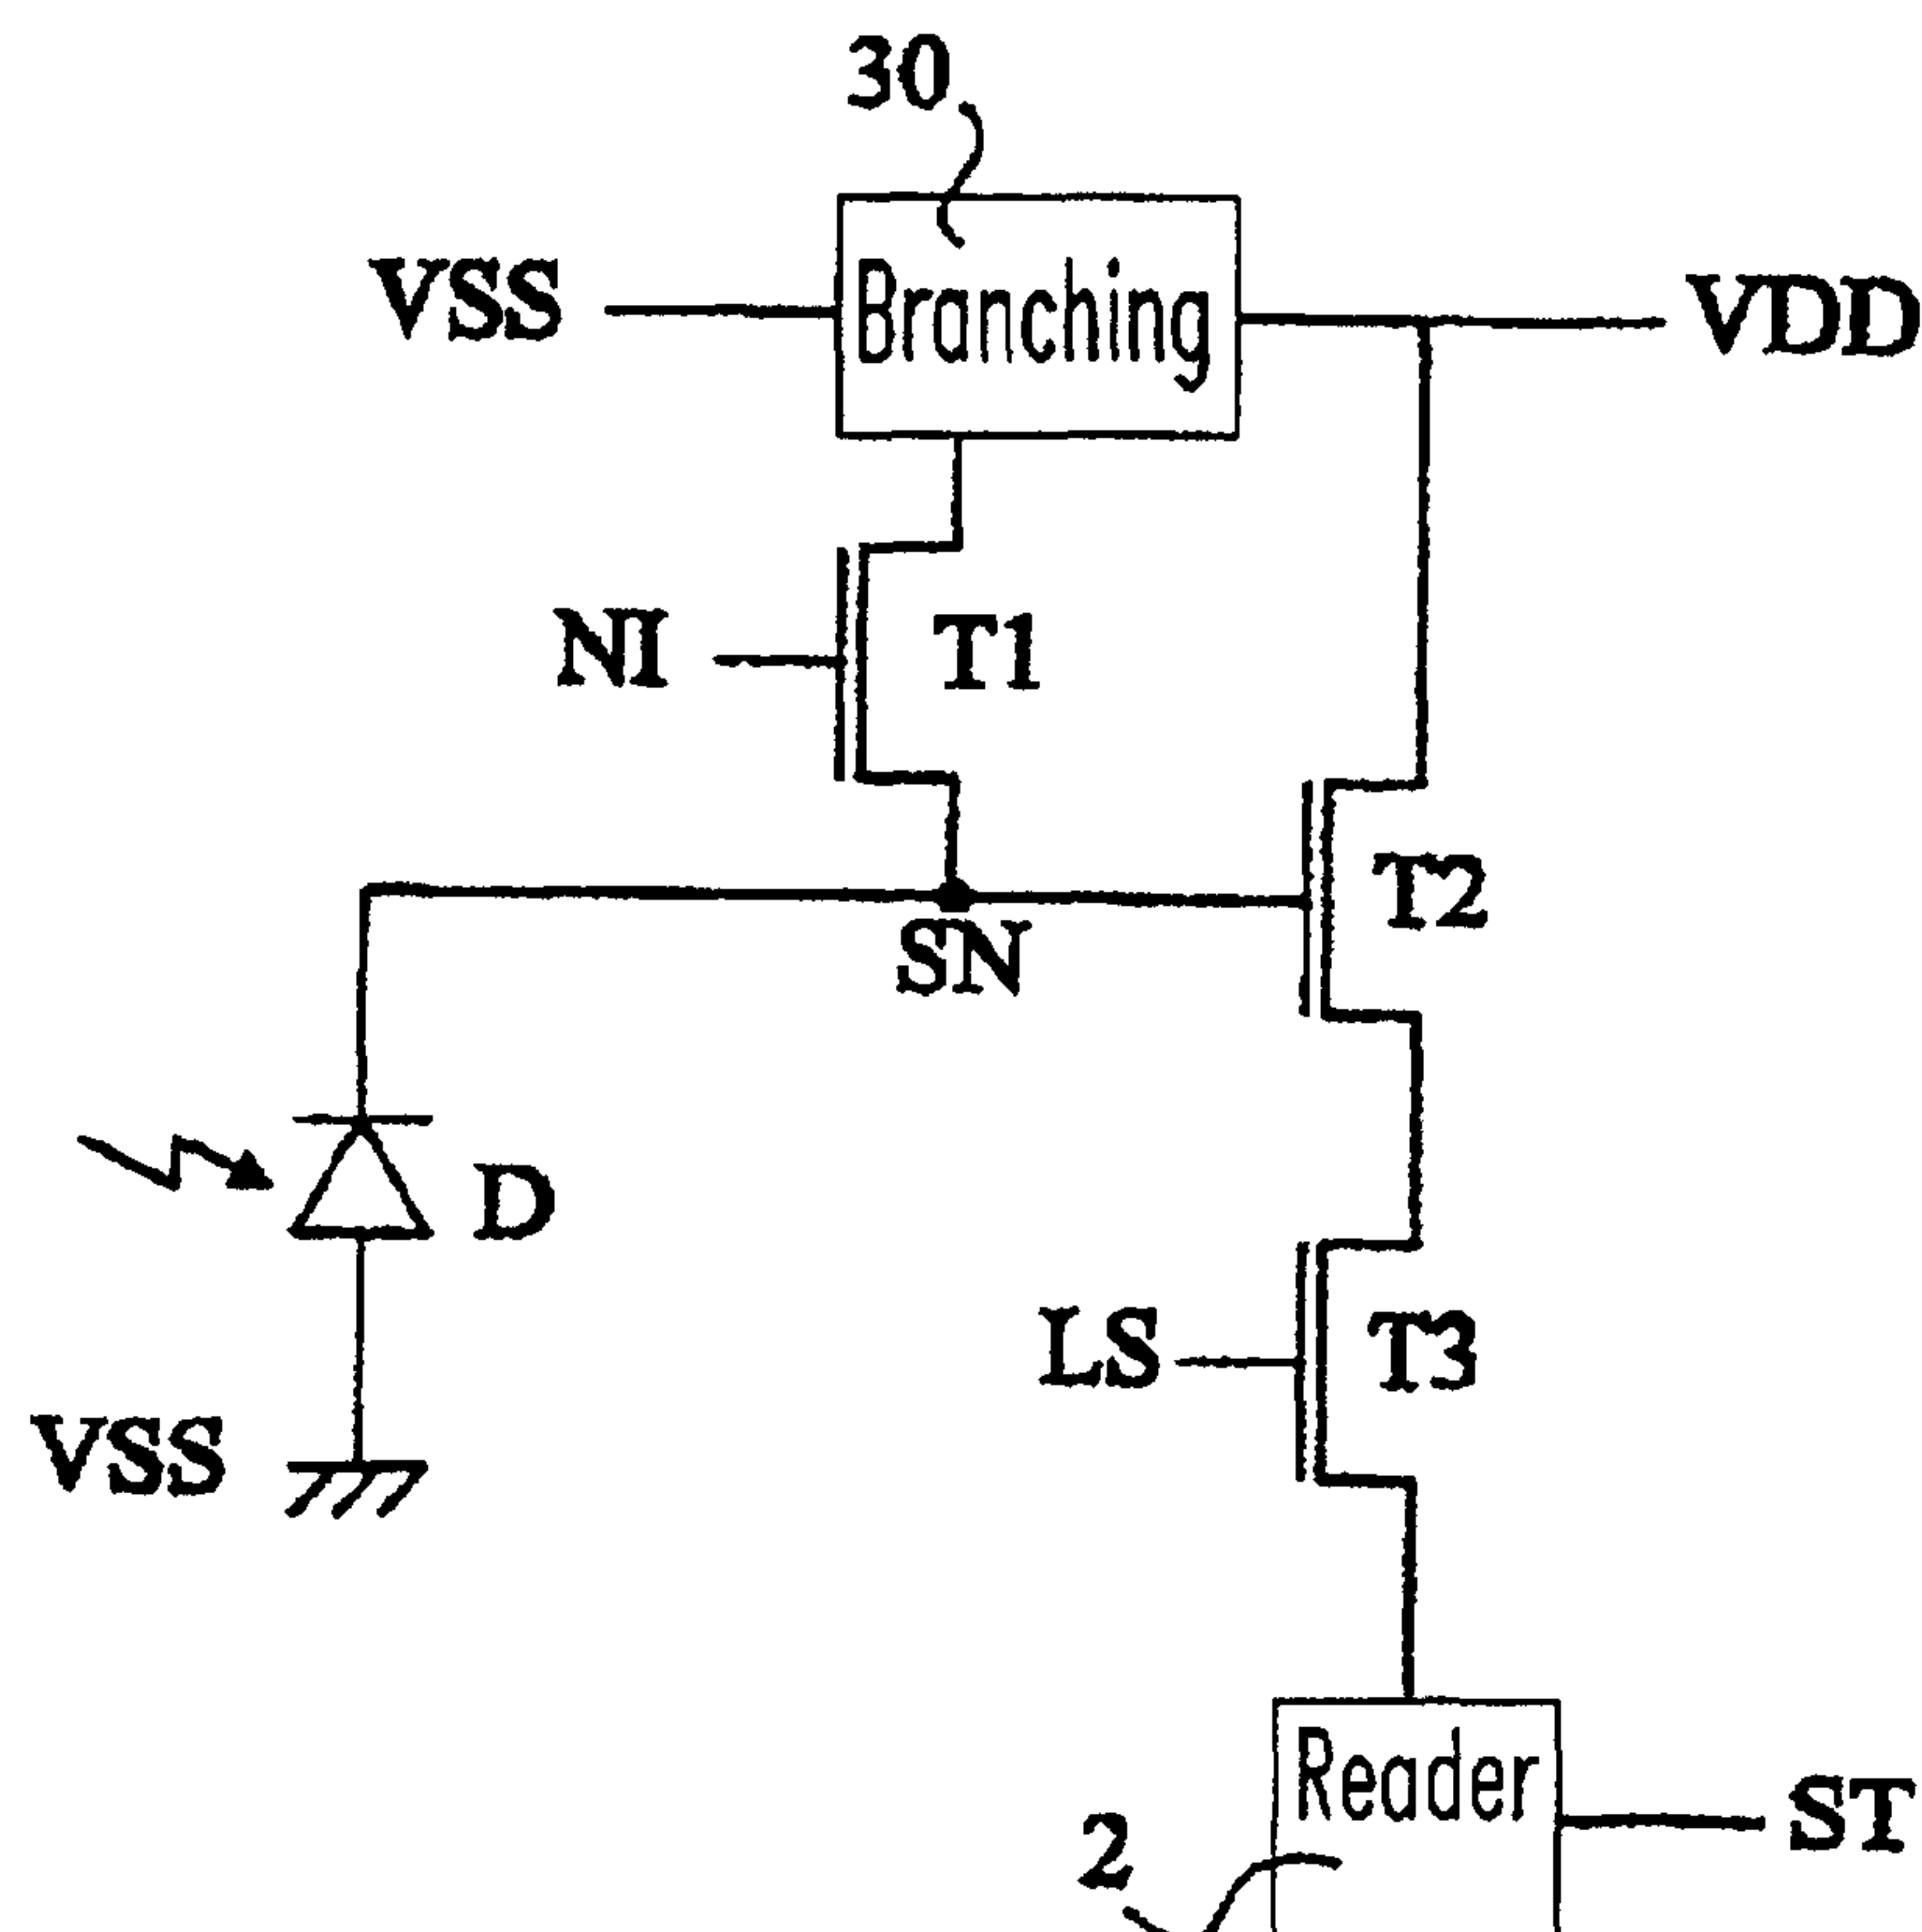 30
VSS
Branching
VDD
NI
T1
T2
SN
D
LS
T3
VSS
Reader
ST
2